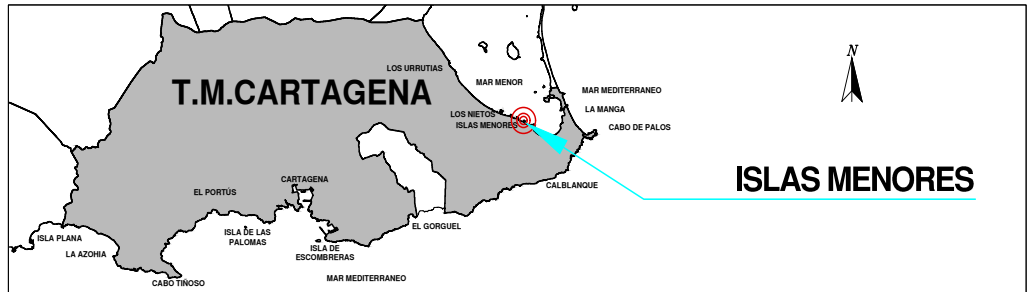 LOS URRUTIAS
T.M.CARTAGENA
MAR MENOR
MAR MEDITERRANEO
LA MANGA
CABO DE PALOS
LOS NIETOS
ISLAS MENORES
N
ISLAS MENORES
CALBLANQUE
CARTAGENA
EL PORTÚS
EL GORGUEL
ISLA DE LAS
PALOMAS
ISLA DE
ESCOMBRERAS
ISLA PLANA
LA AZOHIA
CABO TIÑOSO
MAR MEDITERRANEO